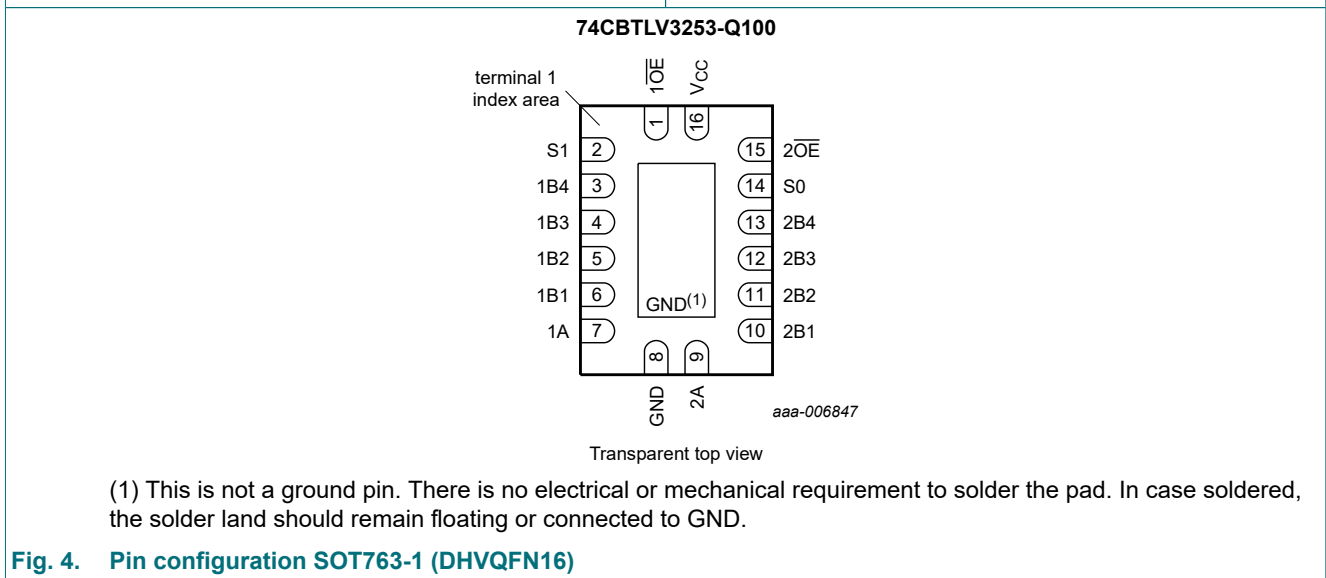 74CBTLV3253-Q100
terminal 1
index area
1O̅E̅
VCC
1
16
S1 2
15 2O̅E̅
1B4 3
14 S0
1B3 4
13 2B4
1B2 5
12 2B3
1B1 6
11 2B2
GND(1)
1A 7
10 2B1
8
9
GND
2A
aaa-006847
Transparent top view
(1) This is not a ground pin. There is no electrical or mechanical requirement to solder the pad. In case soldered,
the solder land should remain floating or connected to GND.
Fig. 4. Pin configuration SOT763-1 (DHVQFN16)